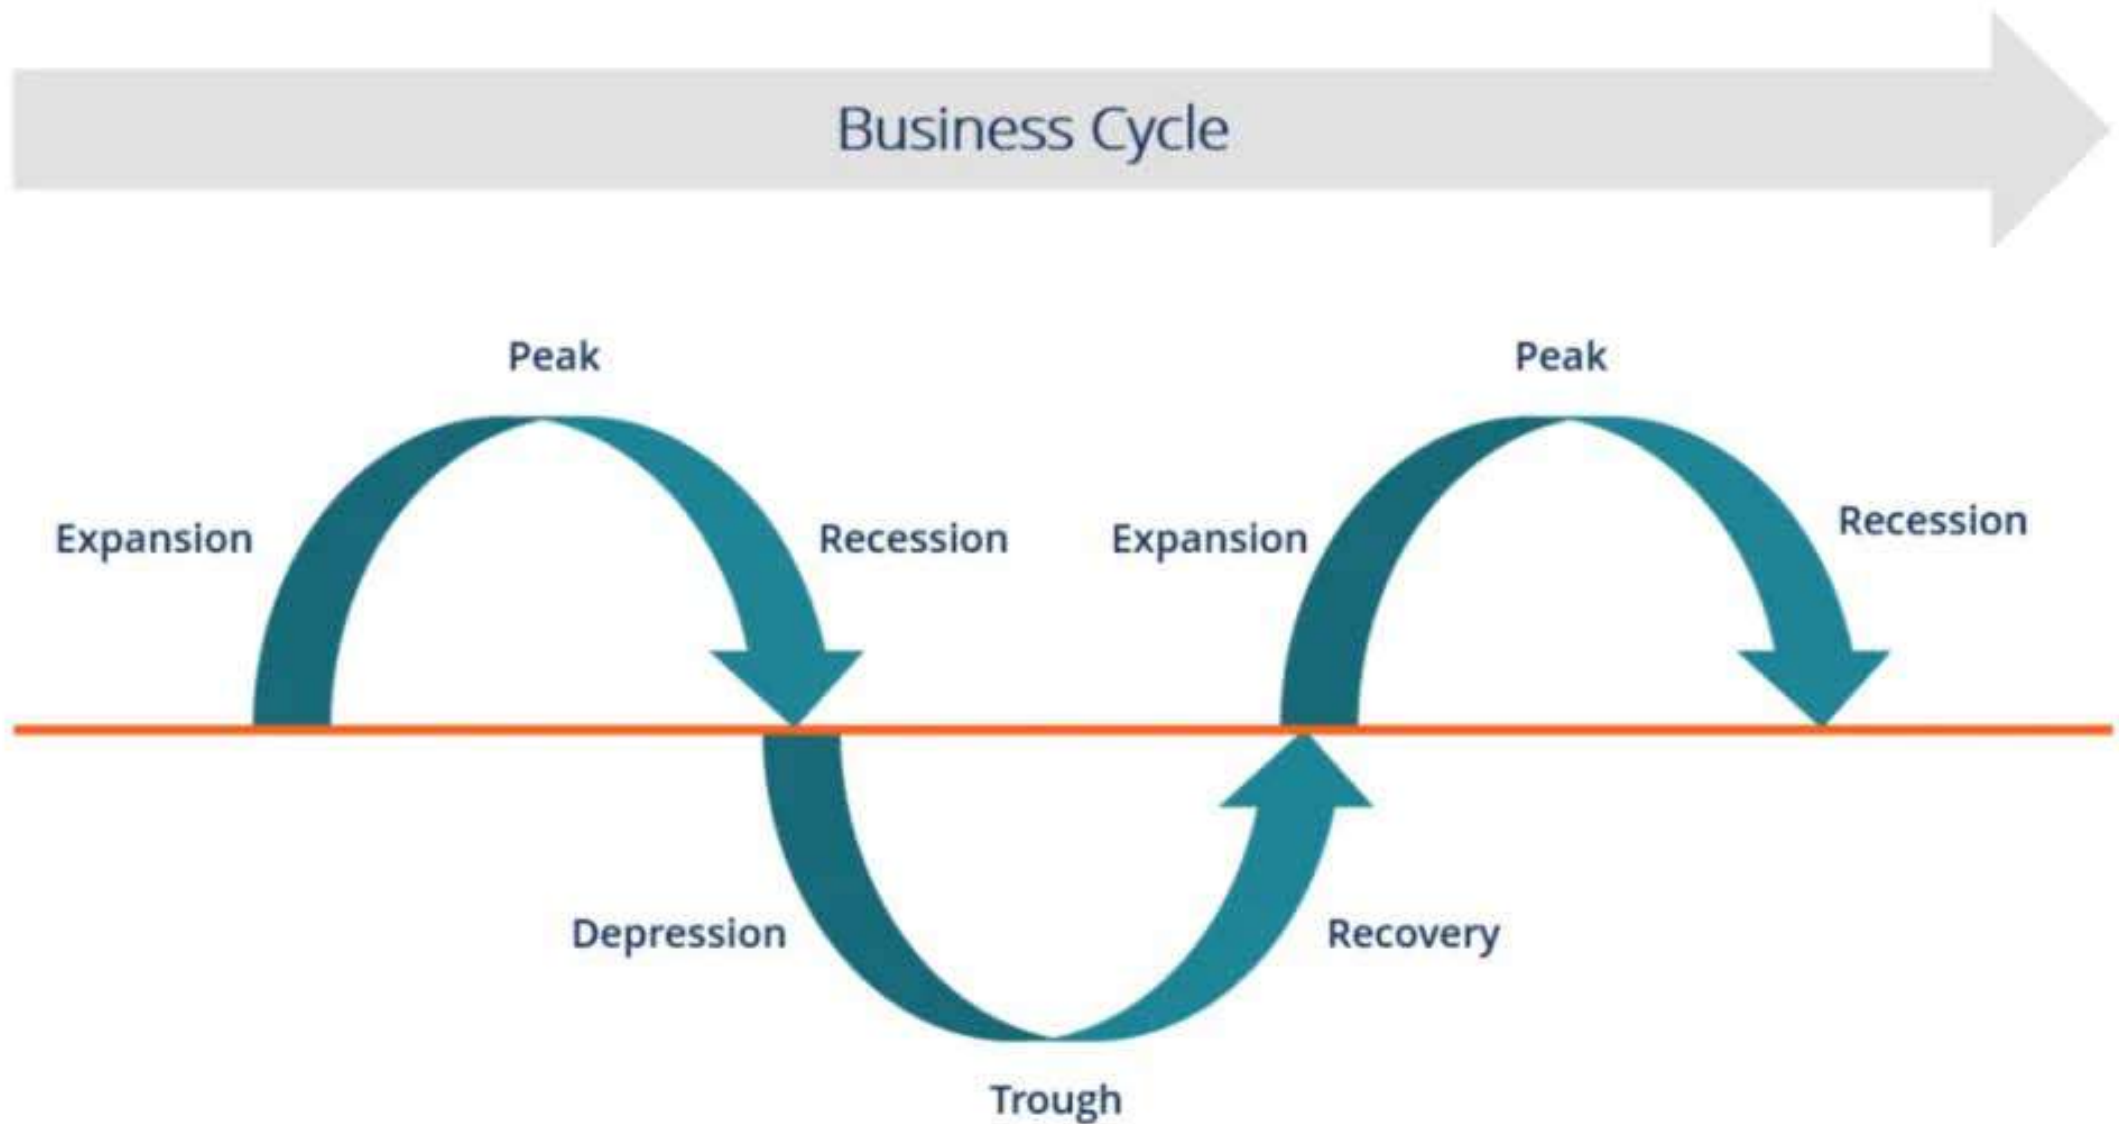 Business Cycle
Peak
Peak
Expansion
Recession
Expansion
Recession
Depression
Recovery
Trough